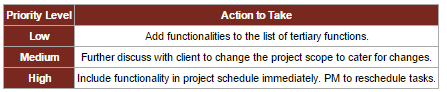 Priority Level Action to Take
Low Add functionalities to the list of tertiary functions.
Medium Further discuss with client to change the project scope to cater for changes.
High Include functionality in project schedule immediately. PM to reschedule tasks.